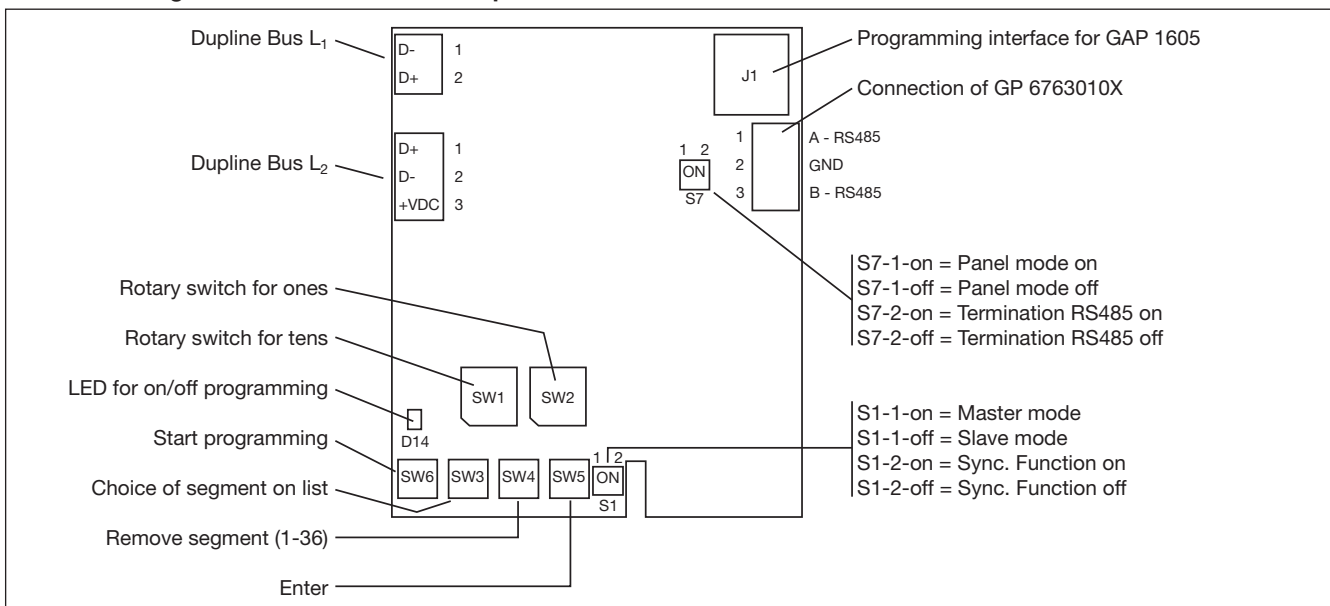 Dupline Bus L₁
D- 1
D+ 2
J1
Programming interface for GAP 1605
Connection of GP 6763010X
Dupline Bus L₂
D+ 1
D- 2
+VDC 3
1 2
ON
S7
1 A - RS485
2 GND
3 B - RS485
S7-1-on = Panel mode on
S7-1-off = Panel mode off
S7-2-on = Termination RS485 on
S7-2-off = Termination RS485 off
Rotary switch for ones
Rotary switch for tens
LED for on/off programming
SW1 SW2
D14
Start programming
Choice of segment on list
Remove segment (1-36)
Enter
SW6 SW3 SW4 SW5
1 2
ON
S1
S1-1-on = Master mode
S1-1-off = Slave mode
S1-2-on = Sync. Function on
S1-2-off = Sync. Function off